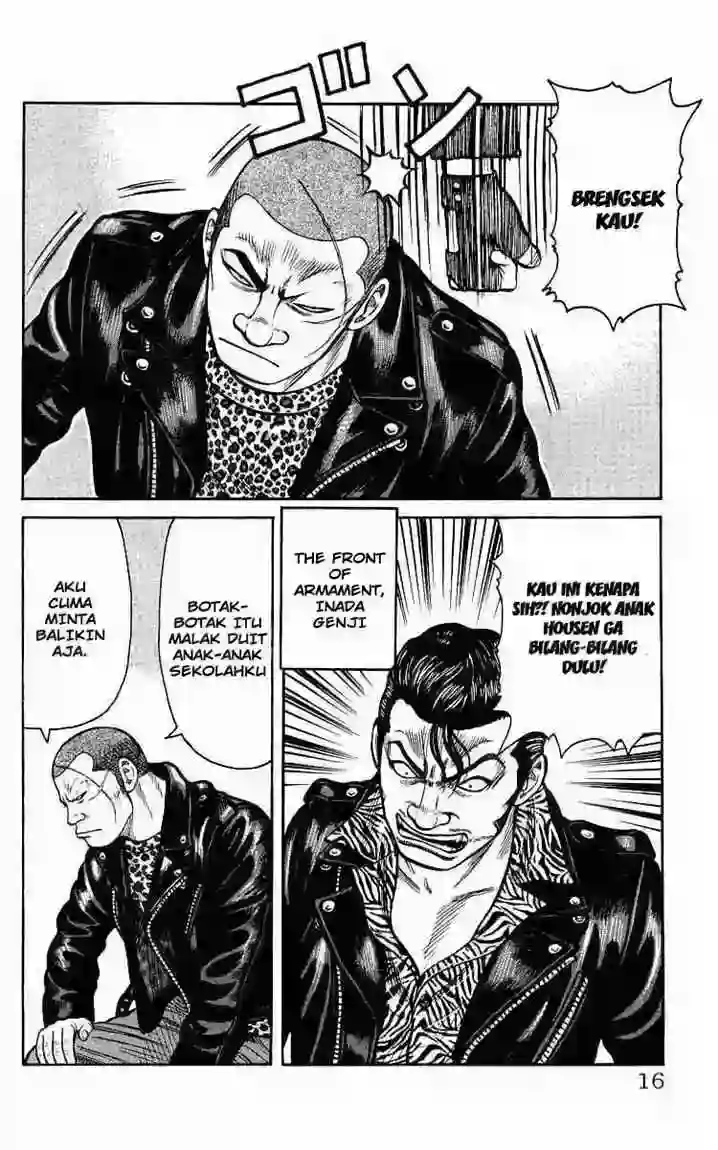 ゴン
BRENGSEK
KAU!
KAU INI KENAPA
SIH?! NONJOK ANAK
HOUSEN GA
BILANG-BILANG
DULU!
THE FRONT
OF
ARMAMENT,
INADA
GENJI
BOTAK-
BOTAK ITU
MALAK DUIT
ANAK-ANAK
SEKOLAHKU
AKU
CUMA
MINTA
BALIKIN
AJA.
16